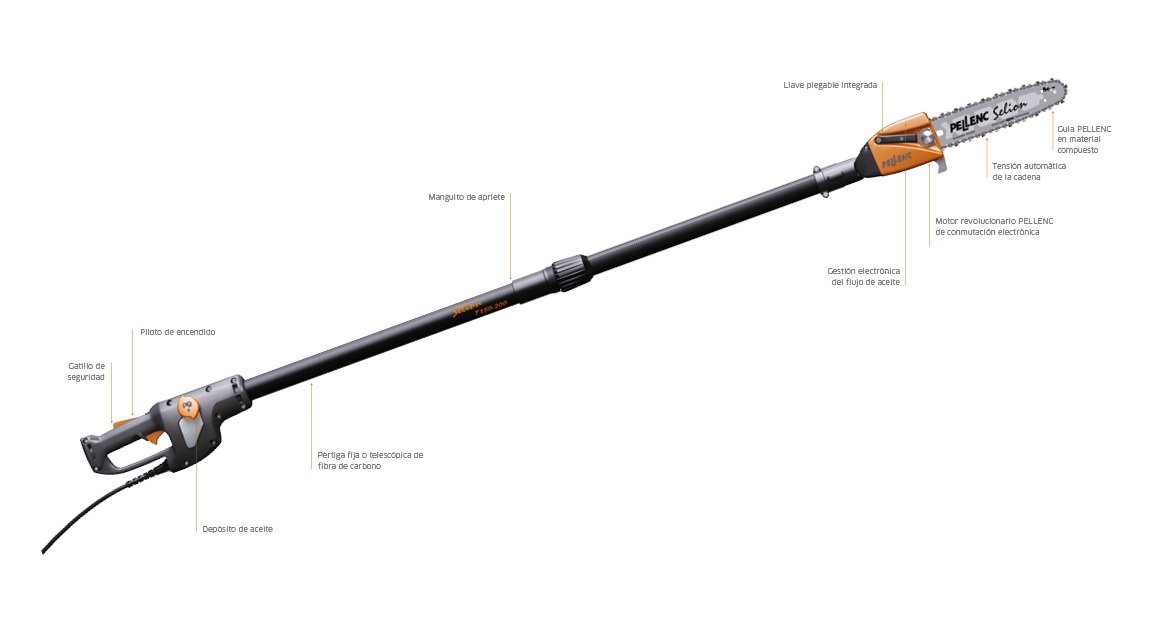 Llave plegable integrada
PELLENC Selion
Guía PELLENC
en material
compuesto
PELLENC
Tensión automática
de la cadena
Manguito de apriete
Motor revolucionario PELLENC
de conmutación electrónica
Gestión electrónica
del flujo de aceite
Selion
T150-200
Piloto de encendido
Gatillo de
seguridad
Pértiga fija o telescópica de
fibra de carbono
Depósito de aceite